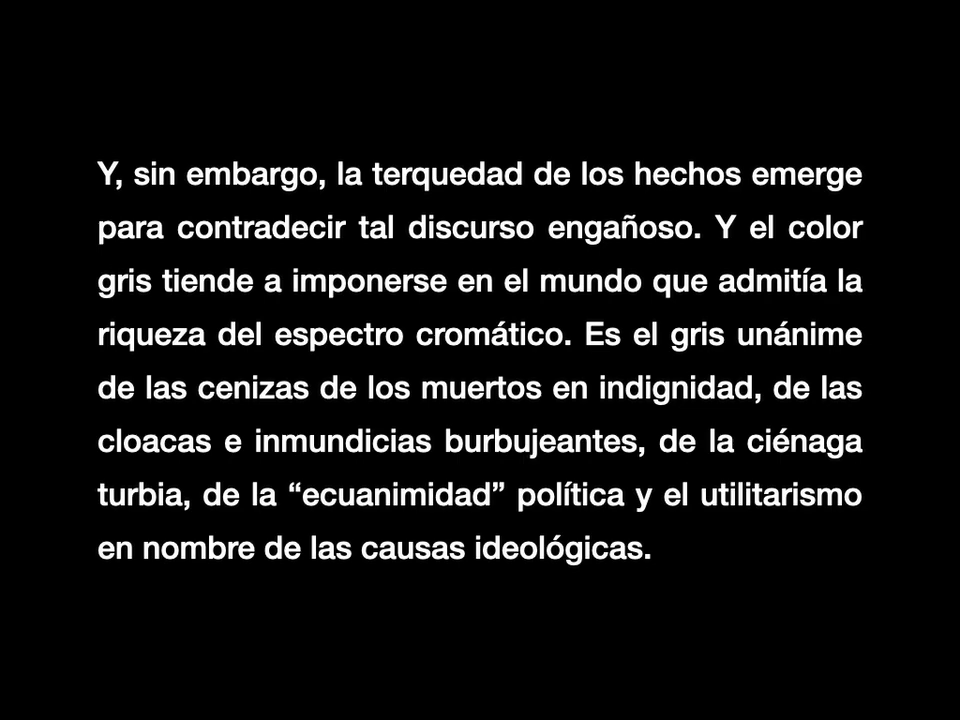 Y, sin embargo, la terquedad de los hechos emerge
para contradecir tal discurso engañoso. Y el color
gris tiende a imponerse en el mundo que admitía la
riqueza del espectro cromático. Es el gris unánime
de las cenizas de los muertos en indignidad, de las
cloacas e inmundicias burbujeantes, de la ciénaga
turbia, de la “ecuanimidad” política y el utilitarismo
en nombre de las causas ideológicas.